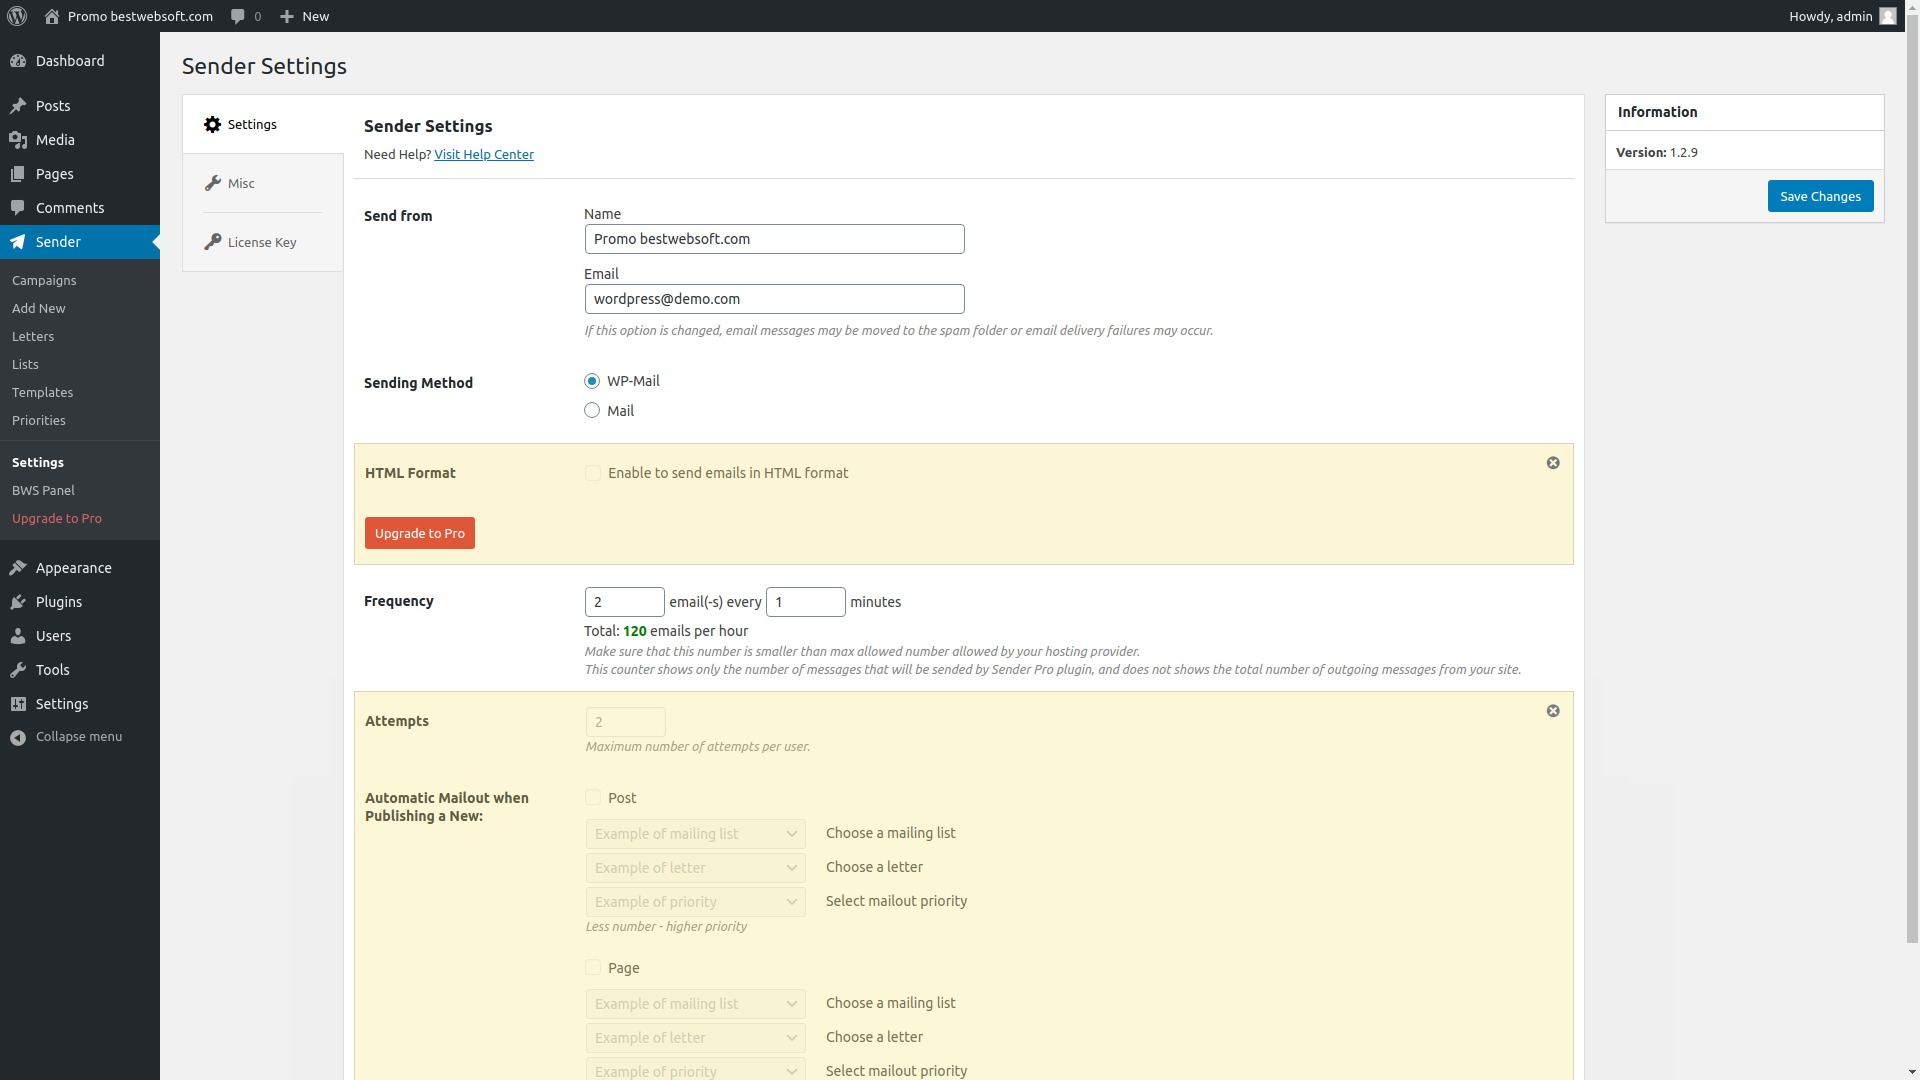 Promo bestwebsoft.com
0
New
Howdy, admin
Dashboard
Posts
Media
Pages
Comments
Sender
Campaigns
Add New
Letters
Lists
Templates
Priorities
Settings
BWS Panel
Upgrade to Pro
Appearance
Plugins
Users
Tools
Settings
Collapse menu
Sender Settings
Settings
Misc
License Key
Sender Settings
Need Help? Visit Help Center
Send from
Name
Promo bestwebsoft.com
Email
wordpress@demo.com
If this option is changed, email messages may be moved to the spam folder or email delivery failures may occur.
Sending Method
WP-Mail
Mail
HTML Format
Enable to send emails in HTML format
Upgrade to Pro
Frequency
2 email(-s) every 1 minutes
Total: 120 emails per hour
Make sure that this number is smaller than max allowed number allowed by your hosting provider.
This counter shows only the number of messages that will be sended by Sender Pro plugin, and does not shows the total number of outgoing messages from your site.
Attempts
2
Maximum number of attempts per user.
Automatic Mailout when
Publishing a New:
Post
Example of mailing list Choose a mailing list
Example of letter Choose a letter
Example of priority Select mailout priority
Less number - higher priority
Page
Example of mailing list Choose a mailing list
Example of letter Choose a letter
Example of priority Select mailout priority
Information
Version: 1.2.9
Save Changes